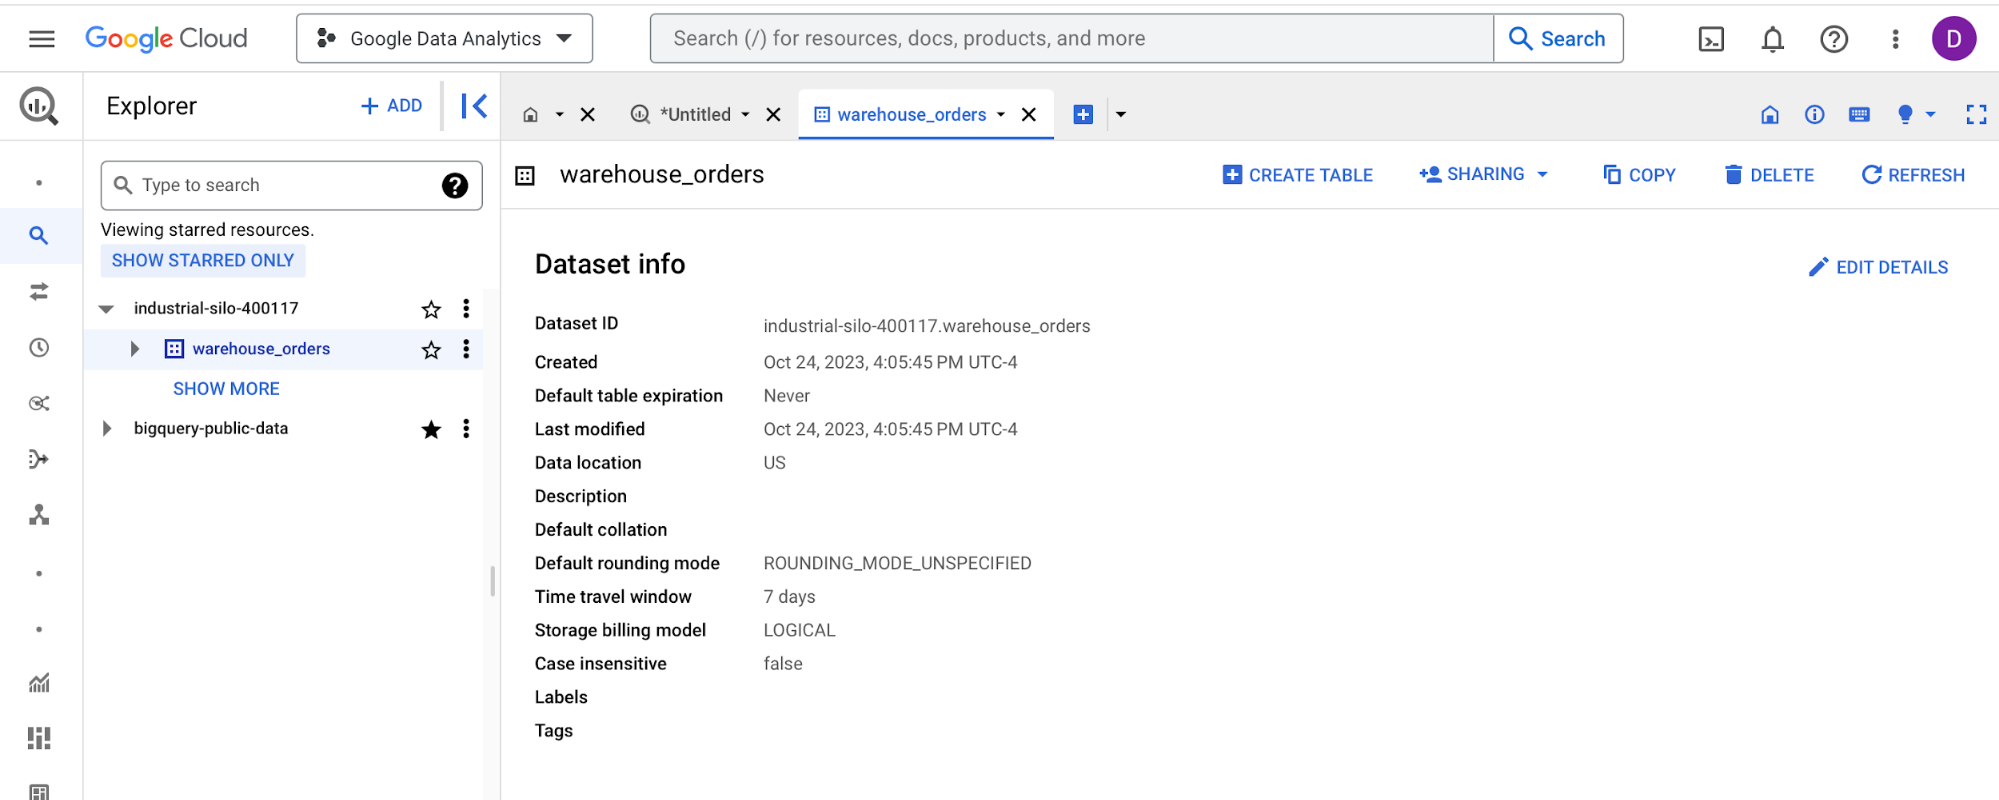 Google Cloud
Google Data Analytics
Search (/) for resources, docs, products, and more
Search
D
Explorer
+ ADD
*Untitled
warehouse_orders
Type to search
Viewing starred resources.
SHOW STARRED ONLY
industrial-silo-400117
warehouse_orders
SHOW MORE
bigquery-public-data
warehouse_orders
CREATE TABLE
SHARING
COPY
DELETE
REFRESH
Dataset info
EDIT DETAILS
Dataset ID industrial-silo-400117.warehouse_orders
Created Oct 24, 2023, 4:05:45 PM UTC-4
Default table expiration Never
Last modified Oct 24, 2023, 4:05:45 PM UTC-4
Data location US
Description
Default collation
Default rounding mode ROUNDING_MODE_UNSPECIFIED
Time travel window 7 days
Storage billing model LOGICAL
Case insensitive false
Labels
Tags